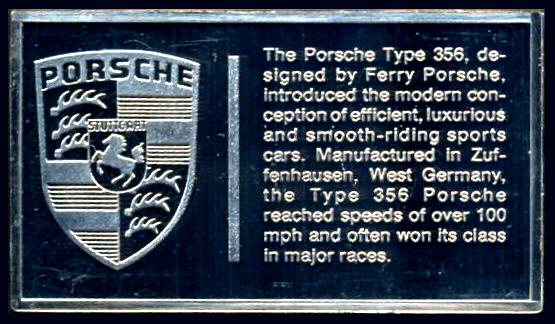 PORSCHE
STUTTGART
The Porsche Type 356, de-
signed by Ferry Porsche,
introduced the modern con-
ception of efficient, luxurious
and smooth-riding sports
cars. Manufactured in Zuf-
fenhausen, West Germany,
the Type 356 Porsche
reached speeds of over 100
mph and often won its class
in major races.